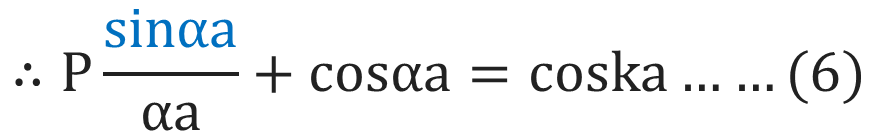 ∴ P sinαa/αa + cosαa = coska … … (6)